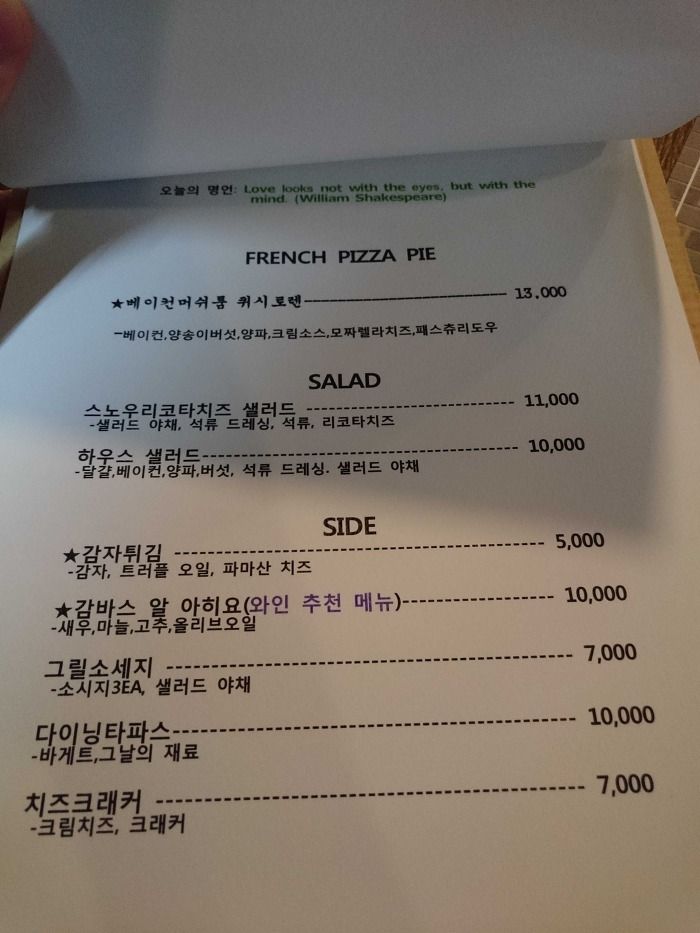 오늘의 명언: Love looks not with the eyes, but with the
mind. (William Shakespeare)
FRENCH PIZZA PIE
★베이컨머쉬룸 퀴시로렌------------------------------ 13,000
-베이컨,양송이버섯,양파,크림소스,모짜렐라치즈,패스츄리도우
SALAD
스노우리코타치즈 샐러드 ------------------------------ 11,000
-샐러드 야채, 석류 드레싱, 석류, 리코타치즈
하우스 샐러드--------------------------------------------- 10,000
-달걀,베이컨,양파,버섯, 석류 드레싱. 샐러드 야채
SIDE
★감자튀김 --------------------------------------------- 5,000
-감자, 트러플 오일, 파마산 치즈
★감바스 알 아히요(와인 추천 메뉴)------------------ 10,000
-새우,마늘,고추,올리브오일
그릴소세지 ----------------------------------------------- 7,000
-소시지3EA, 샐러드 야채
다이닝타파스----------------------------------------------- 10,000
-바게트,그날의 재료
치즈크래커 ------------------------------------------------- 7,000
-크림치즈, 크래커